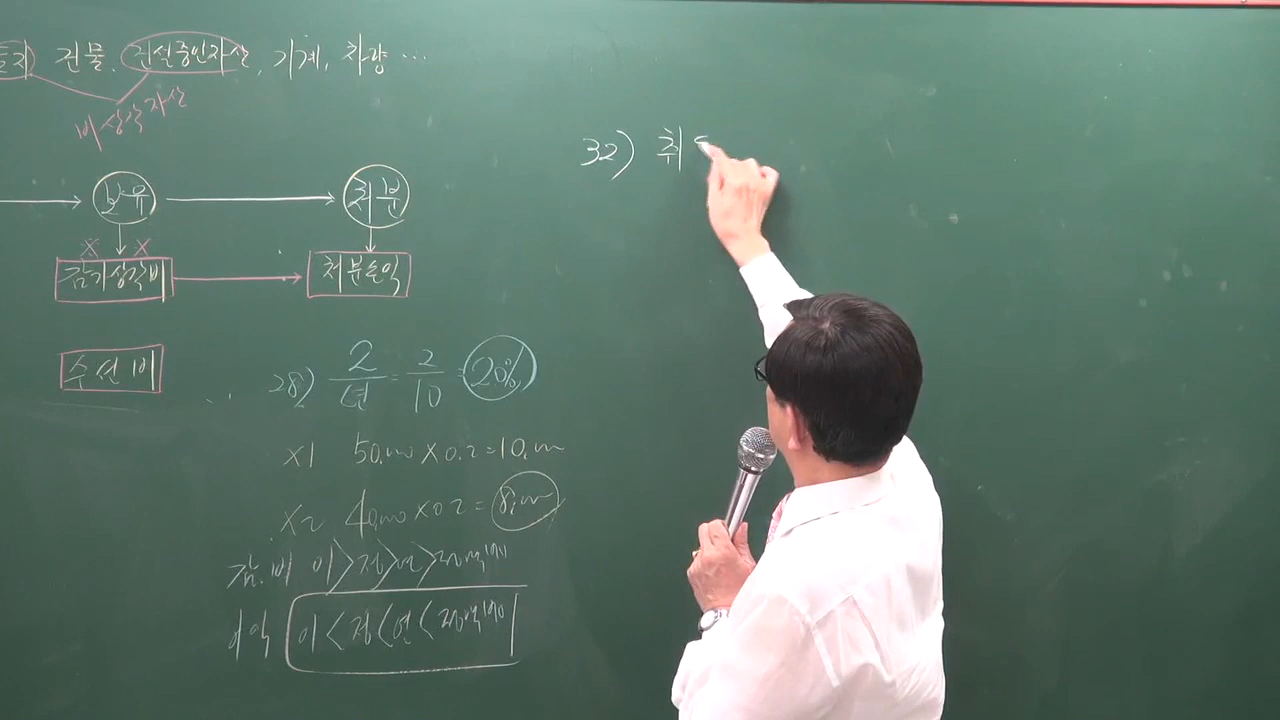 토지 건물, 건설중인자산, 기계, 차량 …
비상각자산
보유 → 처분
감가상각비 → 처분손익
수선비
28) 2/년 = 2/10 = 20%
x1 50,000 x 0.2 = 10,000
x2 40,000 x 0.2 = 8,000
감.비 이>정>연>
이익 이<정<연<
32) 취